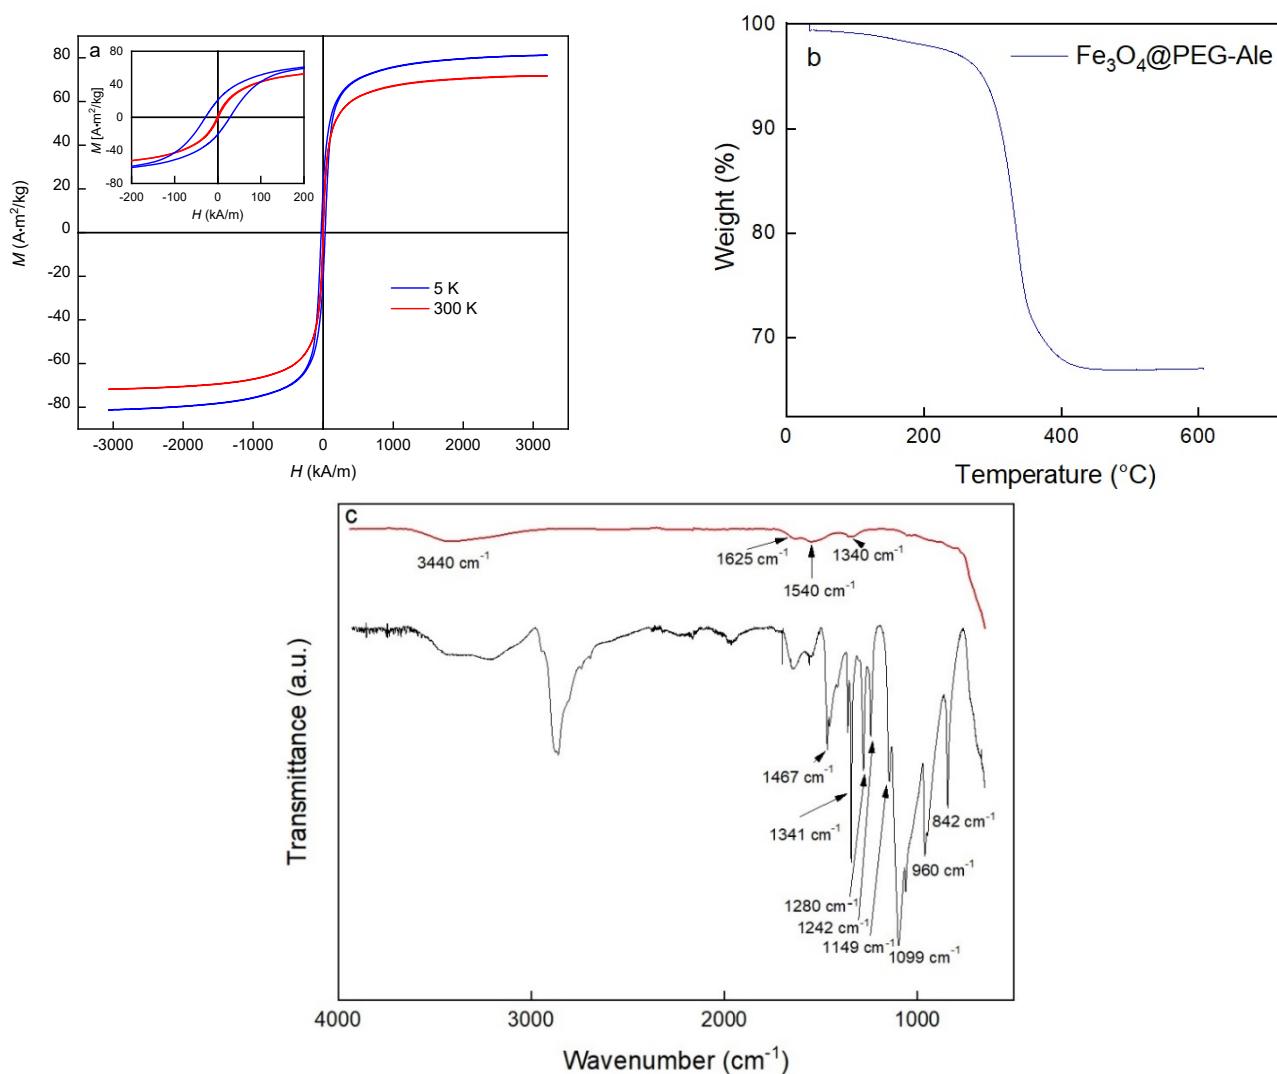 a
80
60
40
20
0
-20
-40
-60
-80
M (A·m²/kg)
-3000 -2000 -1000 0 1000 2000 3000
H (kA/m)
5 K
300 K
80
40
0
-40
-80
M [A·m²/kg]
-200 -100 0 100 200
H (kA/m)
b
Fe₃O₄@PEG-Ale
100
90
80
70
Weight (%)
0 200 400 600
Temperature (°C)
c
3440 cm⁻¹
1625 cm⁻¹
1340 cm⁻¹
1540 cm⁻¹
1467 cm⁻¹
1341 cm⁻¹
842 cm⁻¹
960 cm⁻¹
1280 cm⁻¹
1242 cm⁻¹
1149 cm⁻¹
1099 cm⁻¹
Transmittance (a.u.)
4000 3000 2000 1000
Wavenumber (cm⁻¹)